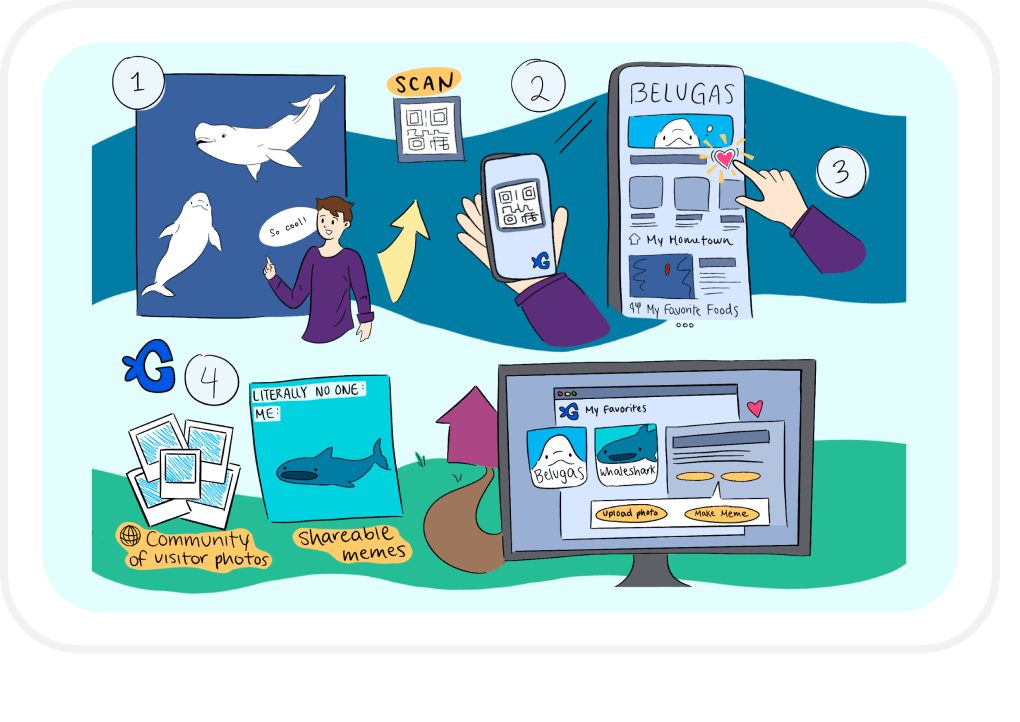 1
So cool!
SCAN
2
BELUGAS
3
My Hometown
My Favorite Foods
G
4
LITERALLY NO ONE:
ME:
Community
of visitor photos
shareable
memes
G My Favorites
Belugas
whaleshark
upload photo
Make Meme